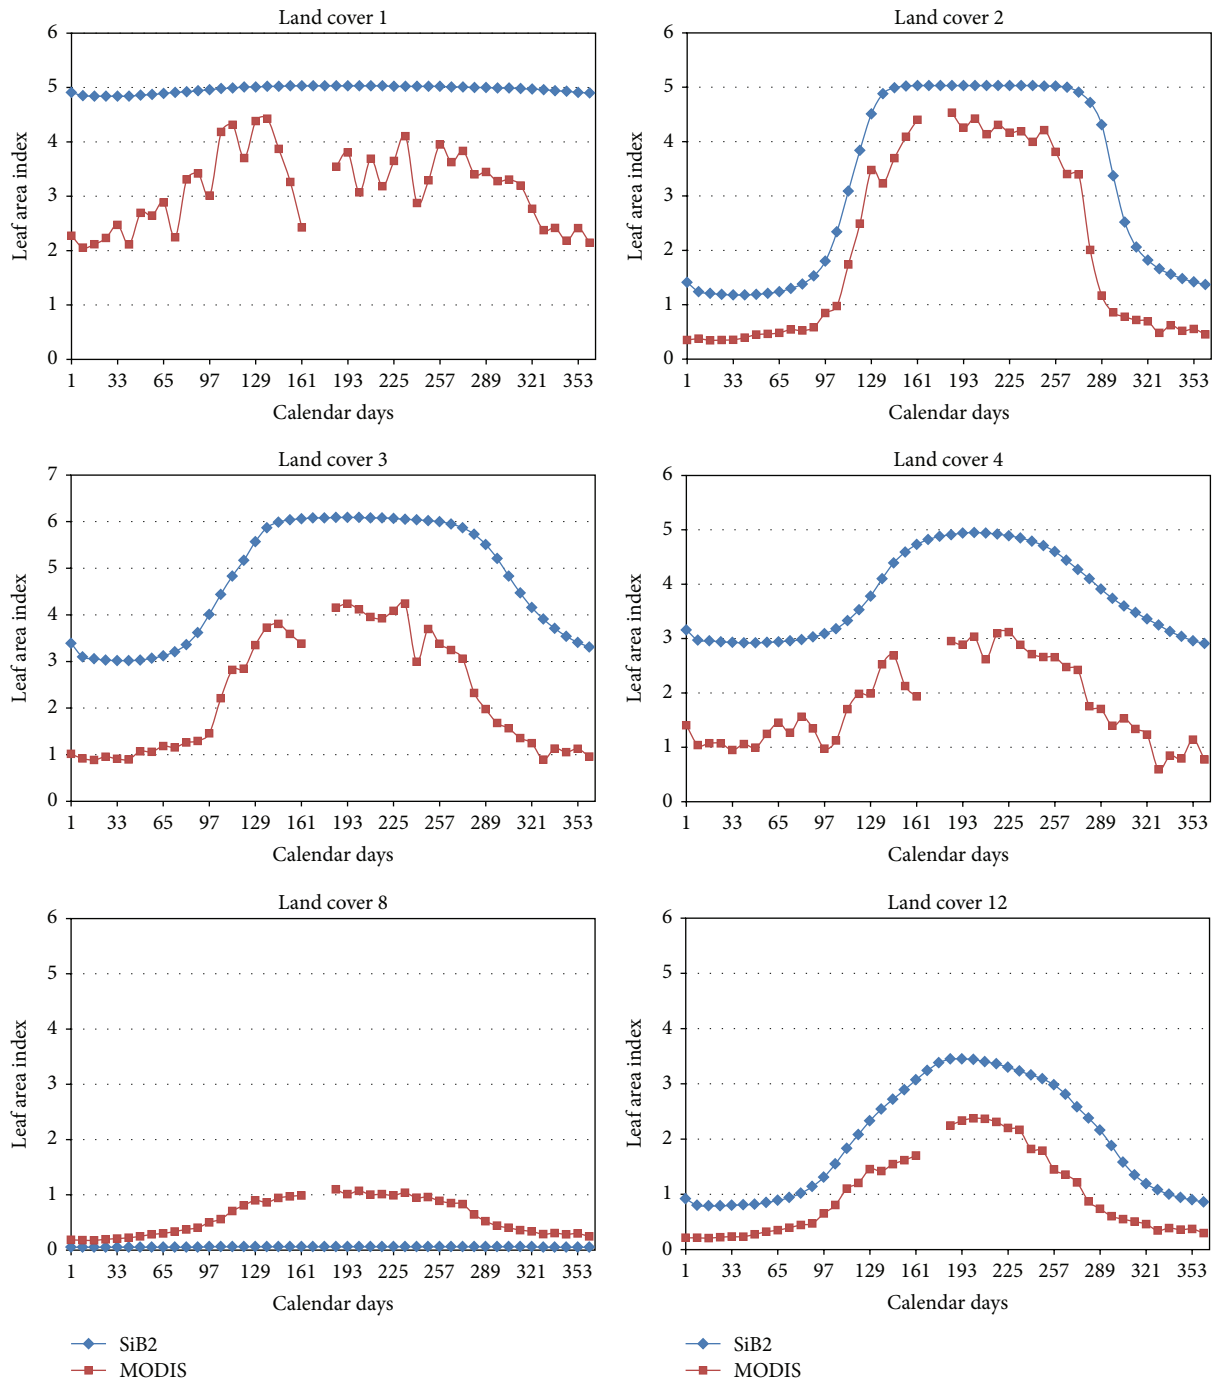 Land cover 1
6
5
4
3
2
1
0
Leaf area index
1 33 65 97 129 161 193 225 257 289 321 353
Calendar days
Land cover 2
6
5
4
3
2
1
0
Leaf area index
1 33 65 97 129 161 193 225 257 289 321 353
Calendar days
Land cover 3
7
6
5
4
3
2
1
0
Leaf area index
1 33 65 97 129 161 193 225 257 289 321 353
Calendar days
Land cover 4
6
5
4
3
2
1
0
Leaf area index
1 33 65 97 129 161 193 225 257 289 321 353
Calendar days
Land cover 8
6
5
4
3
2
1
0
Leaf area index
1 33 65 97 129 161 193 225 257 289 321 353
Calendar days
SiB2
MODIS
Land cover 12
6
5
4
3
2
1
0
Leaf area index
1 33 65 97 129 161 193 225 257 289 321 353
Calendar days
SiB2
MODIS